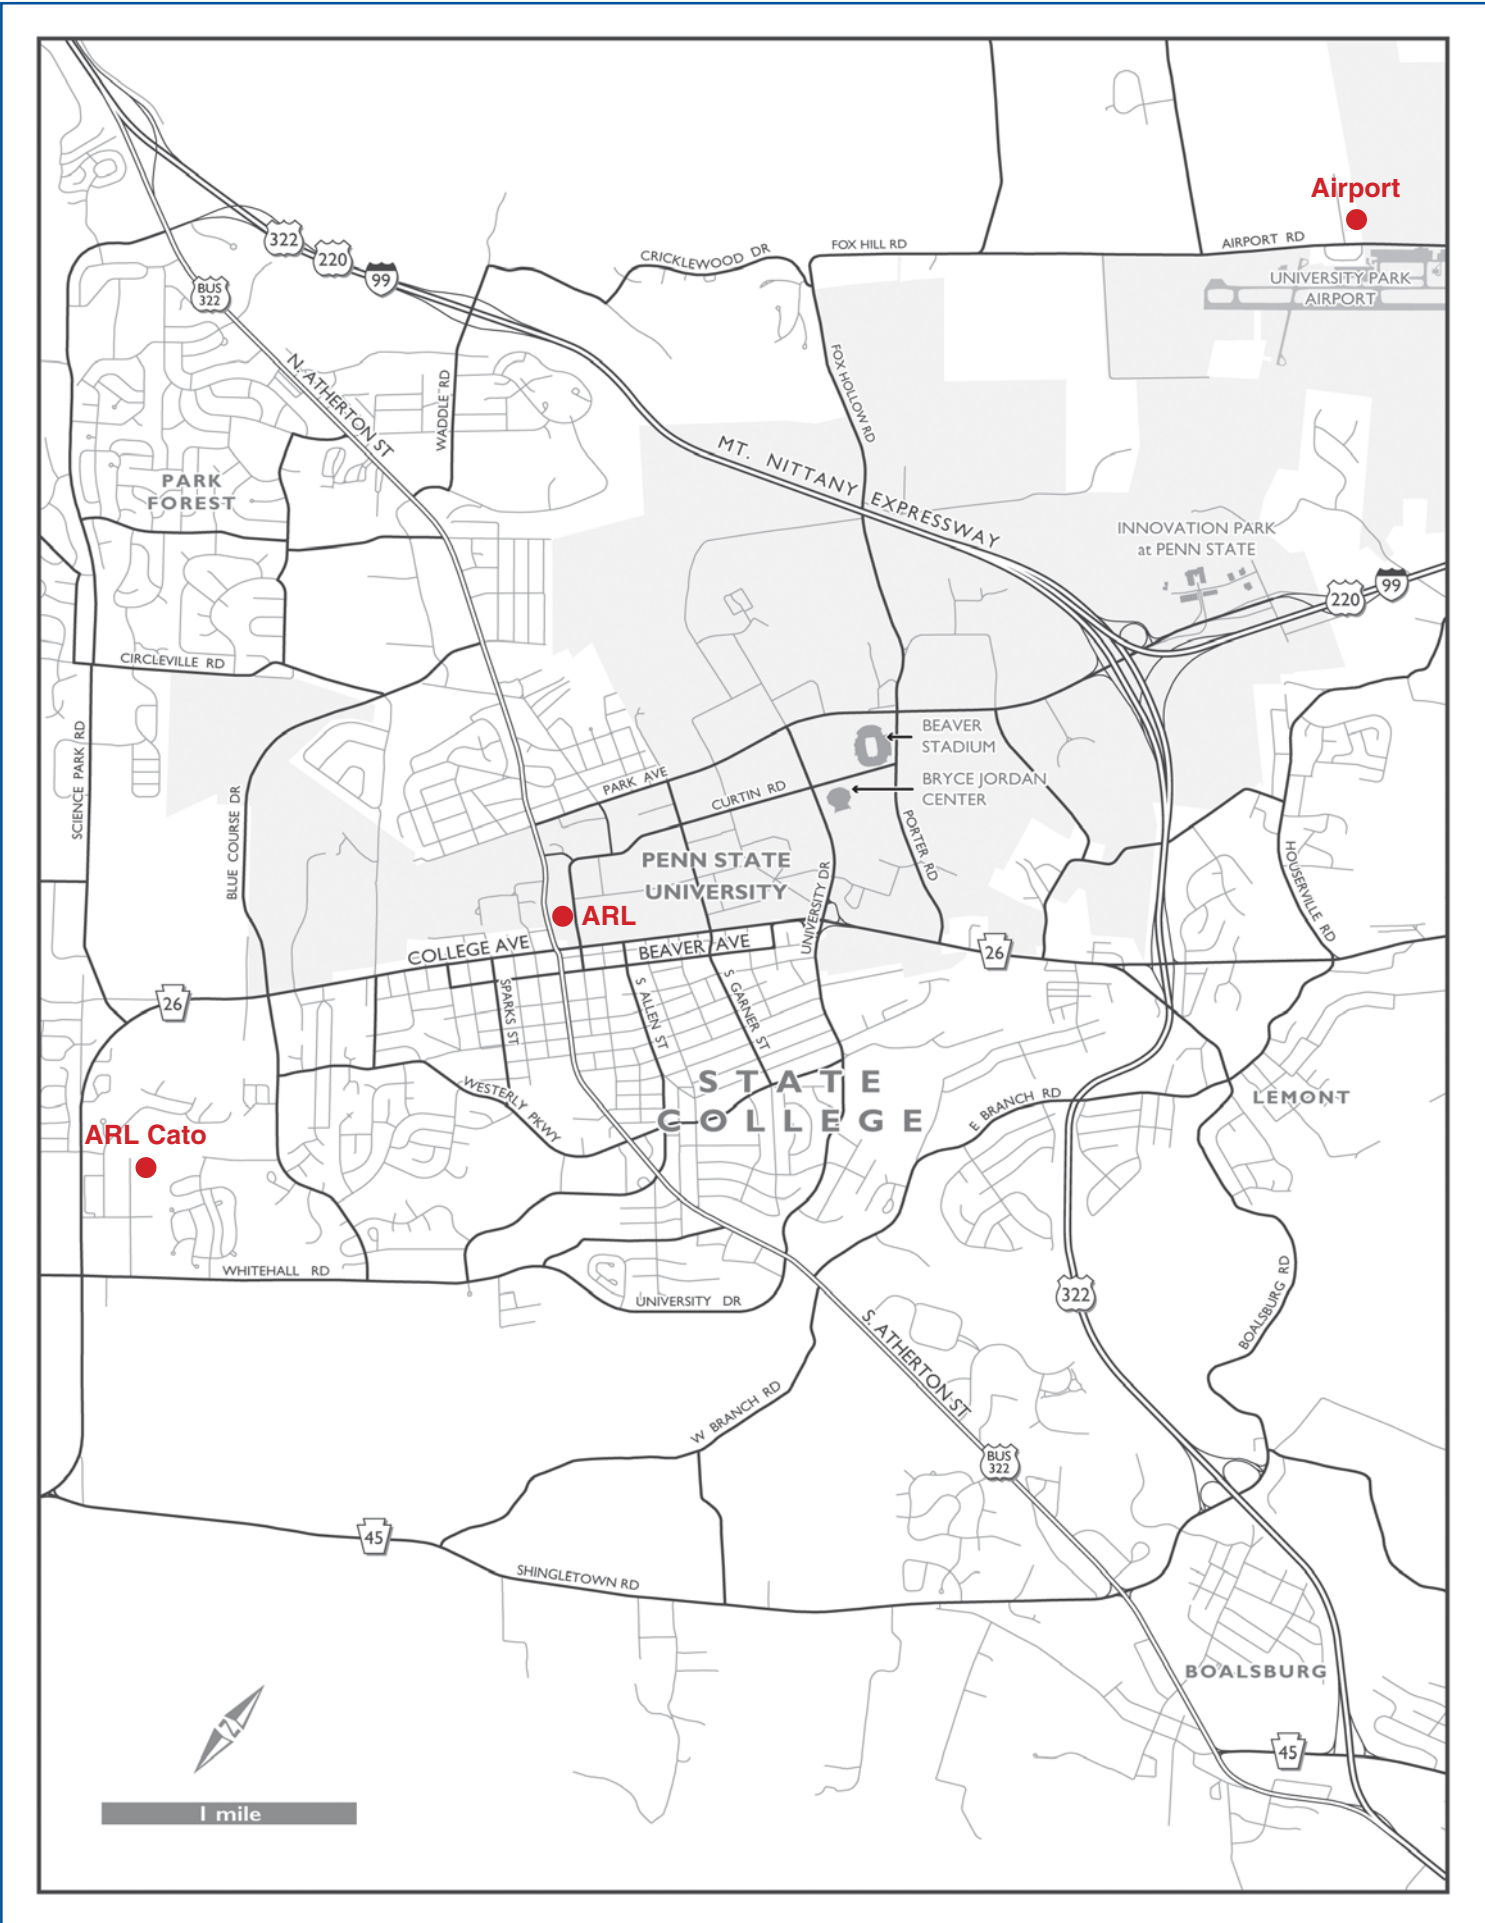 Airport
322
220
99
CRICKLEWOOD DR
FOX HILL RD
AIRPORT RD
UNIVERSITY PARK
AIRPORT
BUS
322
N. ATHERTON ST
WADDLE RD
FOX HOLLOW RD
MT. NITTANY EXPRESSWAY
PARK
FOREST
INNOVATION PARK
at PENN STATE
220
99
CIRCLEVILLE RD
SCIENCE PARK RD
BLUE COURSE DR
PARK AVE
CURTIN RD
BEAVER
STADIUM
BRYCE JORDAN
CENTER
PORTER RD
HOUSERVILLE RD
PENN STATE
UNIVERSITY
UNIVERSITY DR
ARL
COLLEGE AVE
BEAVER AVE
26
26
SPARKS ST
S ALLEN ST
S GARNER ST
STATE
COLLEGE
WESTERLY PKWY
E BRANCH RD
LEMONT
ARL Cato
WHITEHALL RD
UNIVERSITY DR
322
BOALSBURG RD
S. ATHERTON ST
W BRANCH RD
BUS
322
45
SHINGLETOWN RD
BOALSBURG
45
N
1 mile